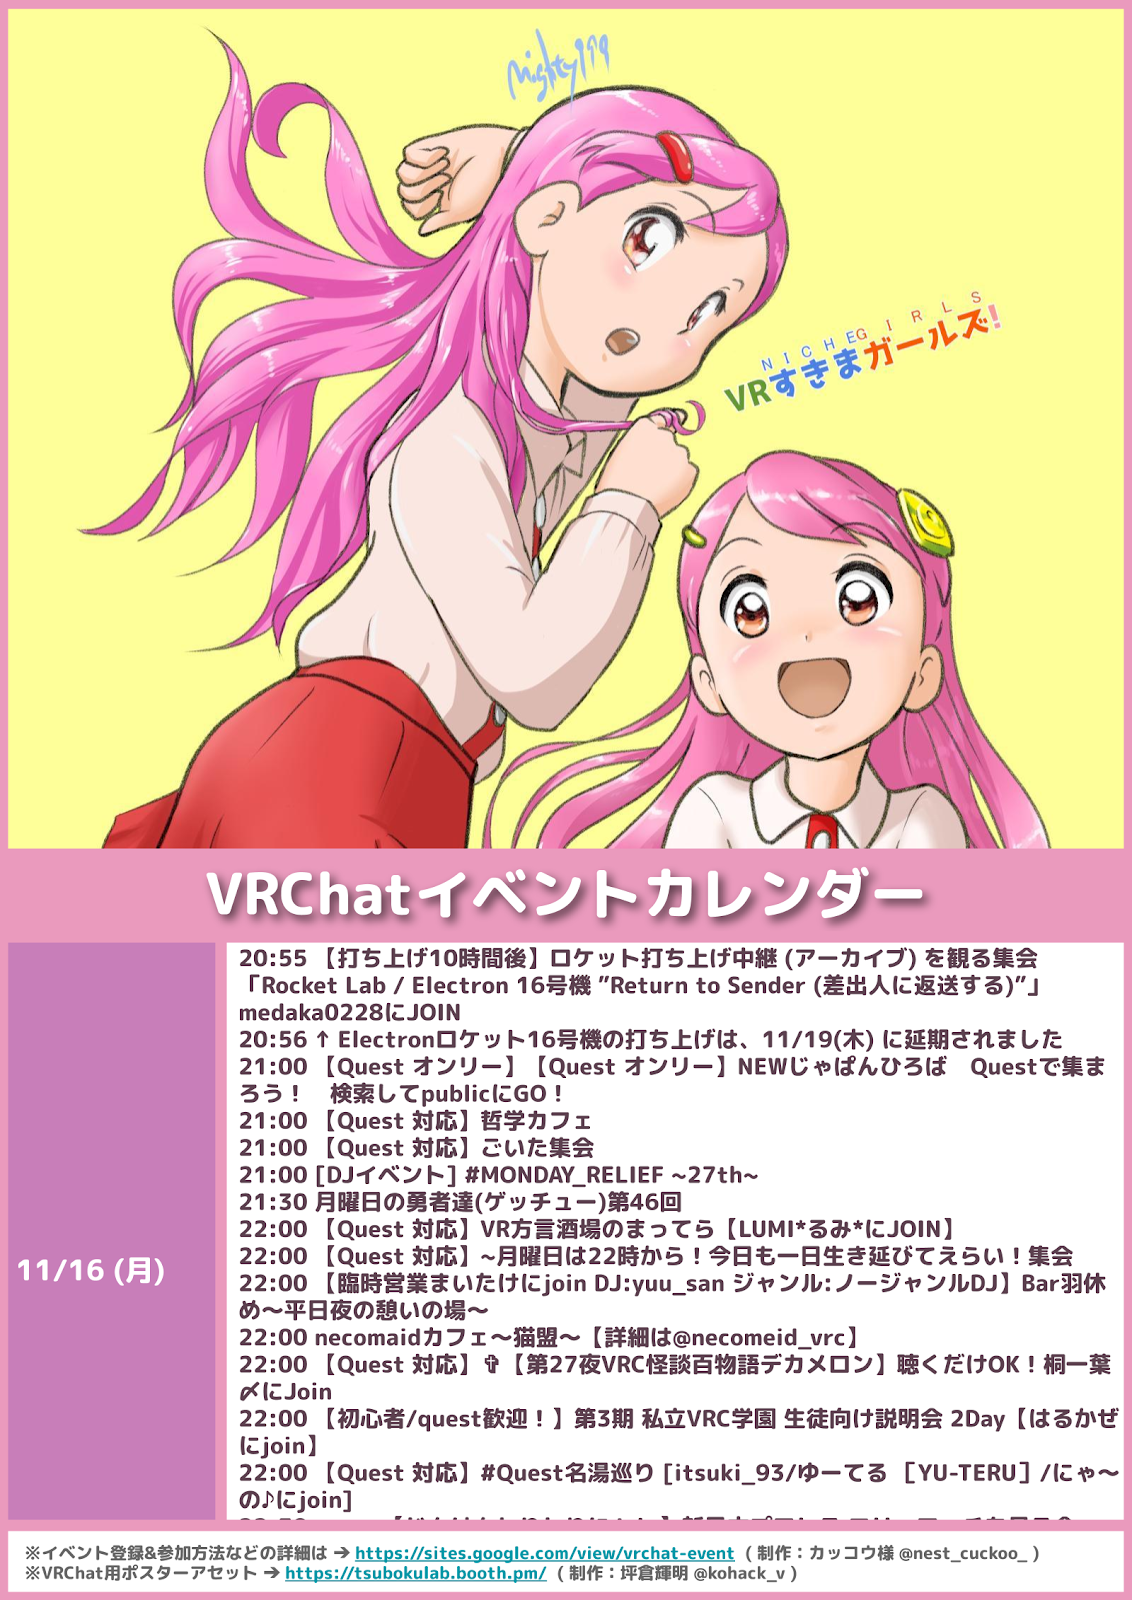 mighty199
NICHE GIRLS
VRすきまガールズ!
VRChatイベントカレンダー
11/16 (月)
20:55 【打ち上げ10時間後】ロケット打ち上げ中継 (アーカイブ) を観る集会
「Rocket Lab / Electron 16号機 ”Return to Sender (差出人に返送する)”」
medaka0228にJOIN
20:56 ↑ Electronロケット16号機の打ち上げは、11/19(木) に延期されました
21:00 【Quest オンリー】【Quest オンリー】NEWじゃぱんひろば　Questで集ま
ろう！　検索してpublicにGO！
21:00 【Quest 対応】哲学カフェ
21:00 【Quest 対応】ごいた集会
21:00 [DJイベント] #MONDAY_RELIEF ~27th~
21:30 月曜日の勇者達(ゲッチュー)第46回
22:00 【Quest 対応】VR方言酒場のまってら【LUMI*るみ*にJOIN】
22:00 【Quest 対応】~月曜日は22時から！今日も一日生き延びてえらい！集会
22:00 【臨時営業まいたけにjoin DJ:yuu_san ジャンル:ノージャンルDJ】Bar羽休
め～平日夜の憩いの場～
22:00 necomaidカフェ～猫盟～【詳細は@necomeid_vrc】
22:00 【Quest 対応】✞【第27夜VRC怪談百物語デカメロン】聴くだけOK！桐一葉
〆にJoin
22:00 【初心者/quest歓迎！】第3期 私立VRC学園 生徒向け説明会 2Day【はるかぜ
にjoin】
22:00 【Quest 対応】#Quest名湯巡り [itsuki_93/ゆーてる ［YU-TERU］/にゃ～
の♪にjoin]
※イベント登録&参加方法などの詳細は ➔ https://sites.google.com/view/vrchat-event ( 制作：カッコウ様 @nest_cuckoo_ )
※VRChat用ポスターアセット ➔ https://tsubokulab.booth.pm/ ( 制作：坪倉輝明 @kohack_v )